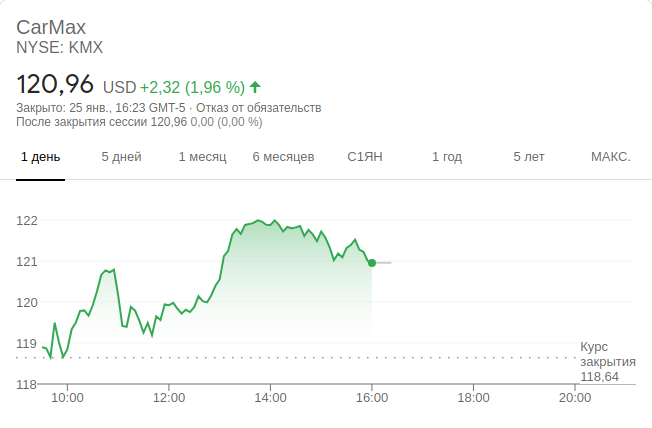 CarMax
NYSE: KMX
120,96 USD +2,32 (1,96 %)
Закрыто: 25 янв., 16:23 GMT-5 · Отказ от обязательств
После закрытия сессии 120,96 0,00 (0,00 %)
1 день 5 дней 1 месяц 6 месяцев С1ЯН 1 год 5 лет МАКС.
122
121
120
119
118
Курс
закрытия
118,64
10:00 12:00 14:00 16:00 18:00 20:00